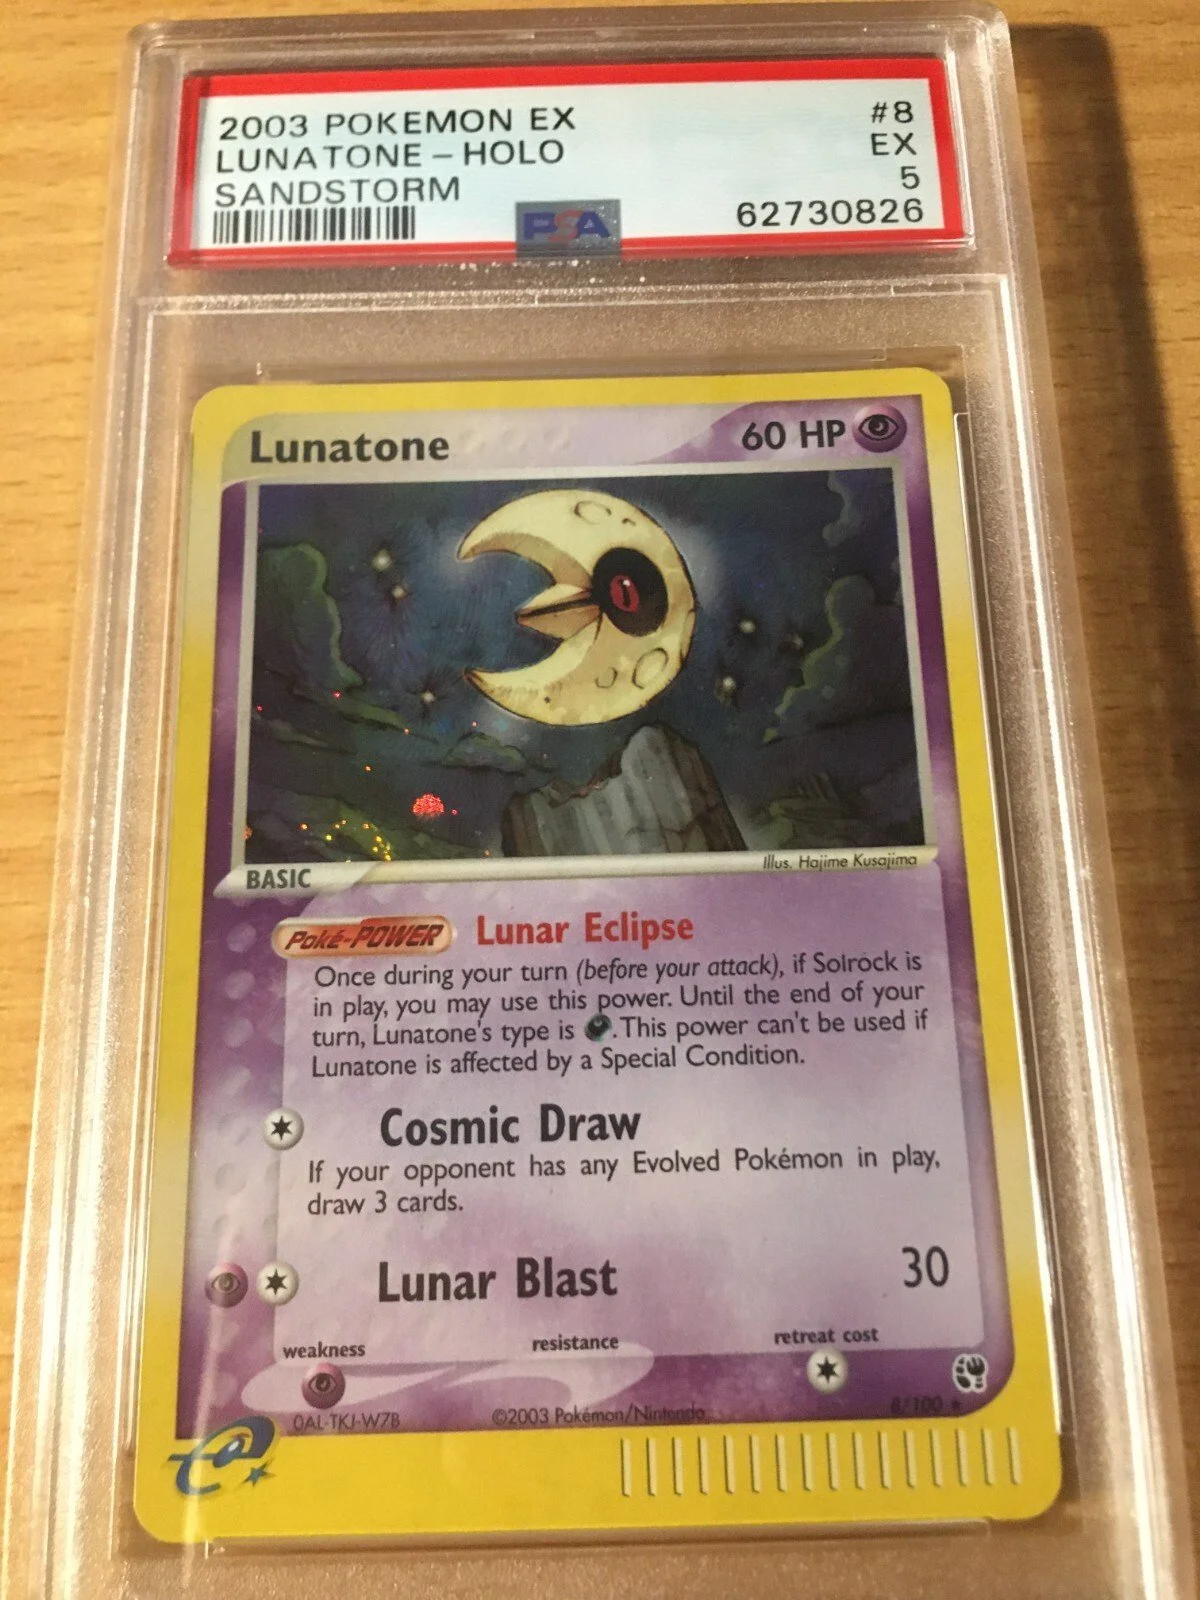 2003 POKEMON EX #8
LUNATONE - HOLO EX
SANDSTORM 5
PSA 62730826
Lunatone 60 HP
Illus. Hajime Kusajima
BASIC
Poké-POWER Lunar Eclipse
Once during your turn (before your attack), if Solrock is
in play, you may use this power. Until the end of your
turn, Lunatone's type is . This power can't be used if
Lunatone is affected by a Special Condition.
Cosmic Draw
If your opponent has any Evolved Pokémon in play,
draw 3 cards.
Lunar Blast 30
weakness resistance retreat cost
0AL-TKJ-W7B ©2003 Pokémon/Nintendo 8/100 ★
e